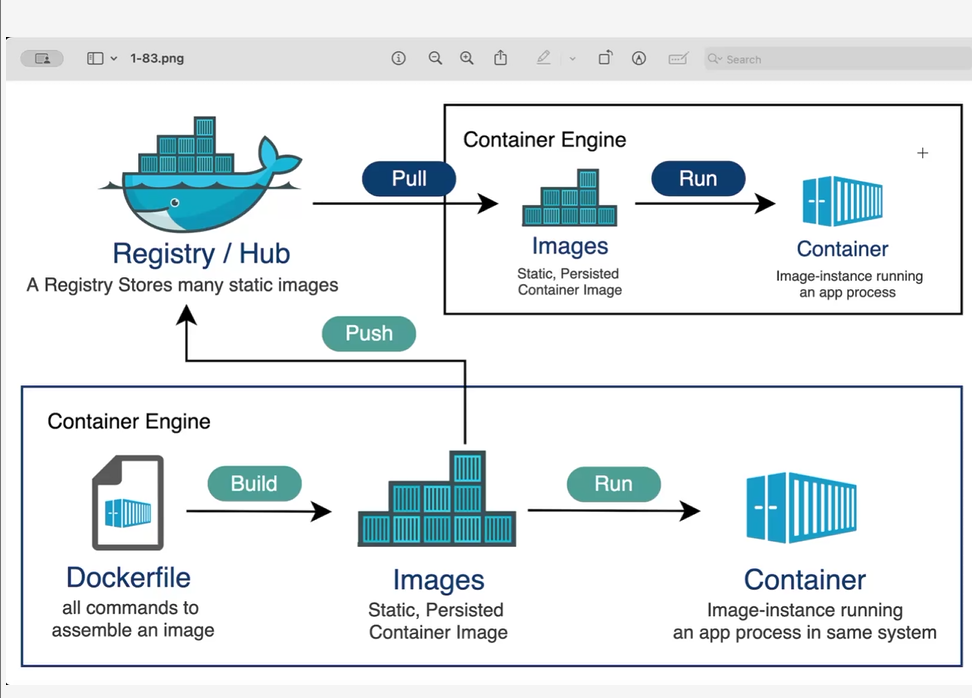 1-83.png
Search
Container Engine
Pull
Run
Images
Static, Persisted
Container Image
Container
Image-instance running
an app process
Registry / Hub
A Registry Stores many static images
Push
Container Engine
Build
Run
Dockerfile
all commands to
assemble an image
Images
Static, Persisted
Container Image
Container
Image-instance running
an app process in same system